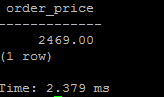 order_price
-------------
2469.00
(1 row)
Time: 2.379 ms